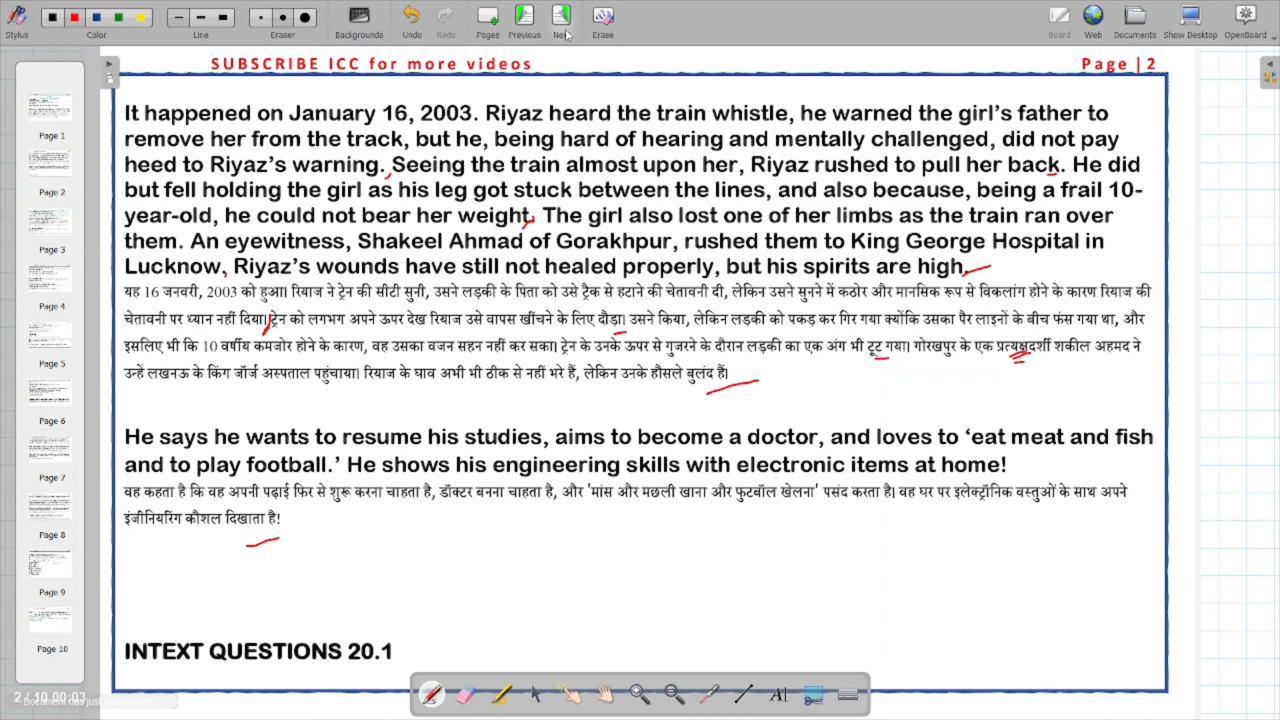 Stylus Color Line Eraser Backgrounds Undo Redo Pages Previous Next Erase Board Web Documents Show Desktop OpenBoard
SUBSCRIBE ICC for more videos Page | 2
It happened on January 16, 2003. Riyaz heard the train whistle, he warned the girl's father to
remove her from the track, but he, being hard of hearing and mentally challenged, did not pay
heed to Riyaz's warning. Seeing the train almost upon her, Riyaz rushed to pull her back. He did
but fell holding the girl as his leg got stuck between the lines, and also because, being a frail 10-
year-old, he could not bear her weight. The girl also lost one of her limbs as the train ran over
them. An eyewitness, Shakeel Ahmad of Gorakhpur, rushed them to King George Hospital in
Lucknow, Riyaz's wounds have still not healed properly, but his spirits are high.
यह 16 जनवरी, 2003 को हुआ। रियाज ने ट्रेन की सीटी सुनी, उसने लड़की के पिता को उसे ट्रैक से हटाने की चेतावनी दी, लेकिन उसने सुनने में कठोर और मानसिक रूप से विकलांग होने के कारण रियाज की
चेतावनी पर ध्यान नहीं दिया। ट्रेन को लगभग अपने ऊपर देख रियाज उसे वापस खींचने के लिए दौड़ा। उसने किया, लेकिन लड़की को पकड़ कर गिर गया क्योंकि उसका पैर लाइनों के बीच फंस गया था, और
इसलिए भी कि 10 वर्षीय कमजोर होने के कारण, वह उसका वजन सहन नहीं कर सका। ट्रेन के उनके ऊपर से गुजरने के दौरान लड़की का एक अंग भी टूट गया। गोरखपुर के एक प्रत्यक्षदर्शी शकील अहमद ने
उन्हें लखनऊ के किंग जॉर्ज अस्पताल पहुंचाया। रियाज के घाव अभी भी ठीक से नहीं भरे हैं, लेकिन उनके हौसले बुलंद हैं।
He says he wants to resume his studies, aims to become a doctor, and loves to 'eat meat and fish
and to play football.' He shows his engineering skills with electronic items at home!
वह कहता है कि वह अपनी पढ़ाई फिर से शुरू करना चाहता है, डॉक्टर बनना चाहता है, और 'मांस और मछली खाना और फुटबॉल खेलना' पसंद करता है। वह घर पर इलेक्ट्रॉनिक वस्तुओं के साथ अपने
इंजीनियरिंग कौशल दिखाता है!
INTEXT QUESTIONS 20.1
Page 1
Page 2
Page 3
Page 4
Page 5
Page 6
Page 7
Page 8
Page 9
Page 10
2 / 10 00:03
Document has just